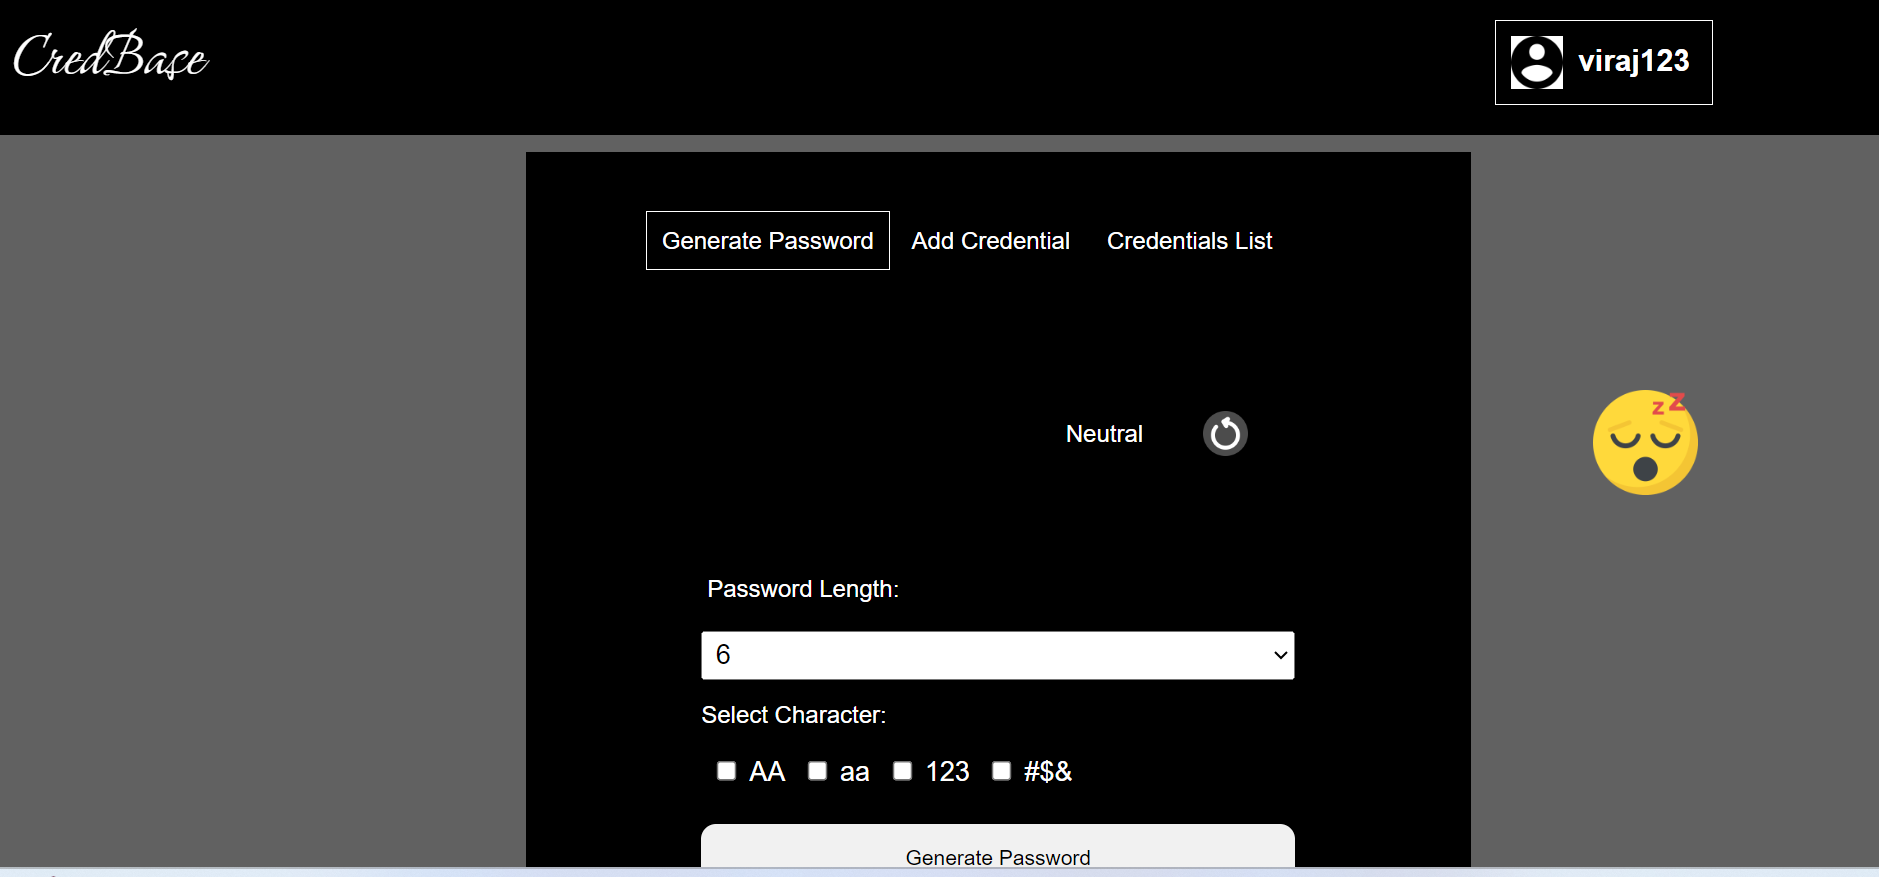 CredBase
viraj123
Generate Password Add Credential Credentials List
zZ
Neutral
Password Length:
6
Select Character:
AA aa 123 #$&
Generate Password